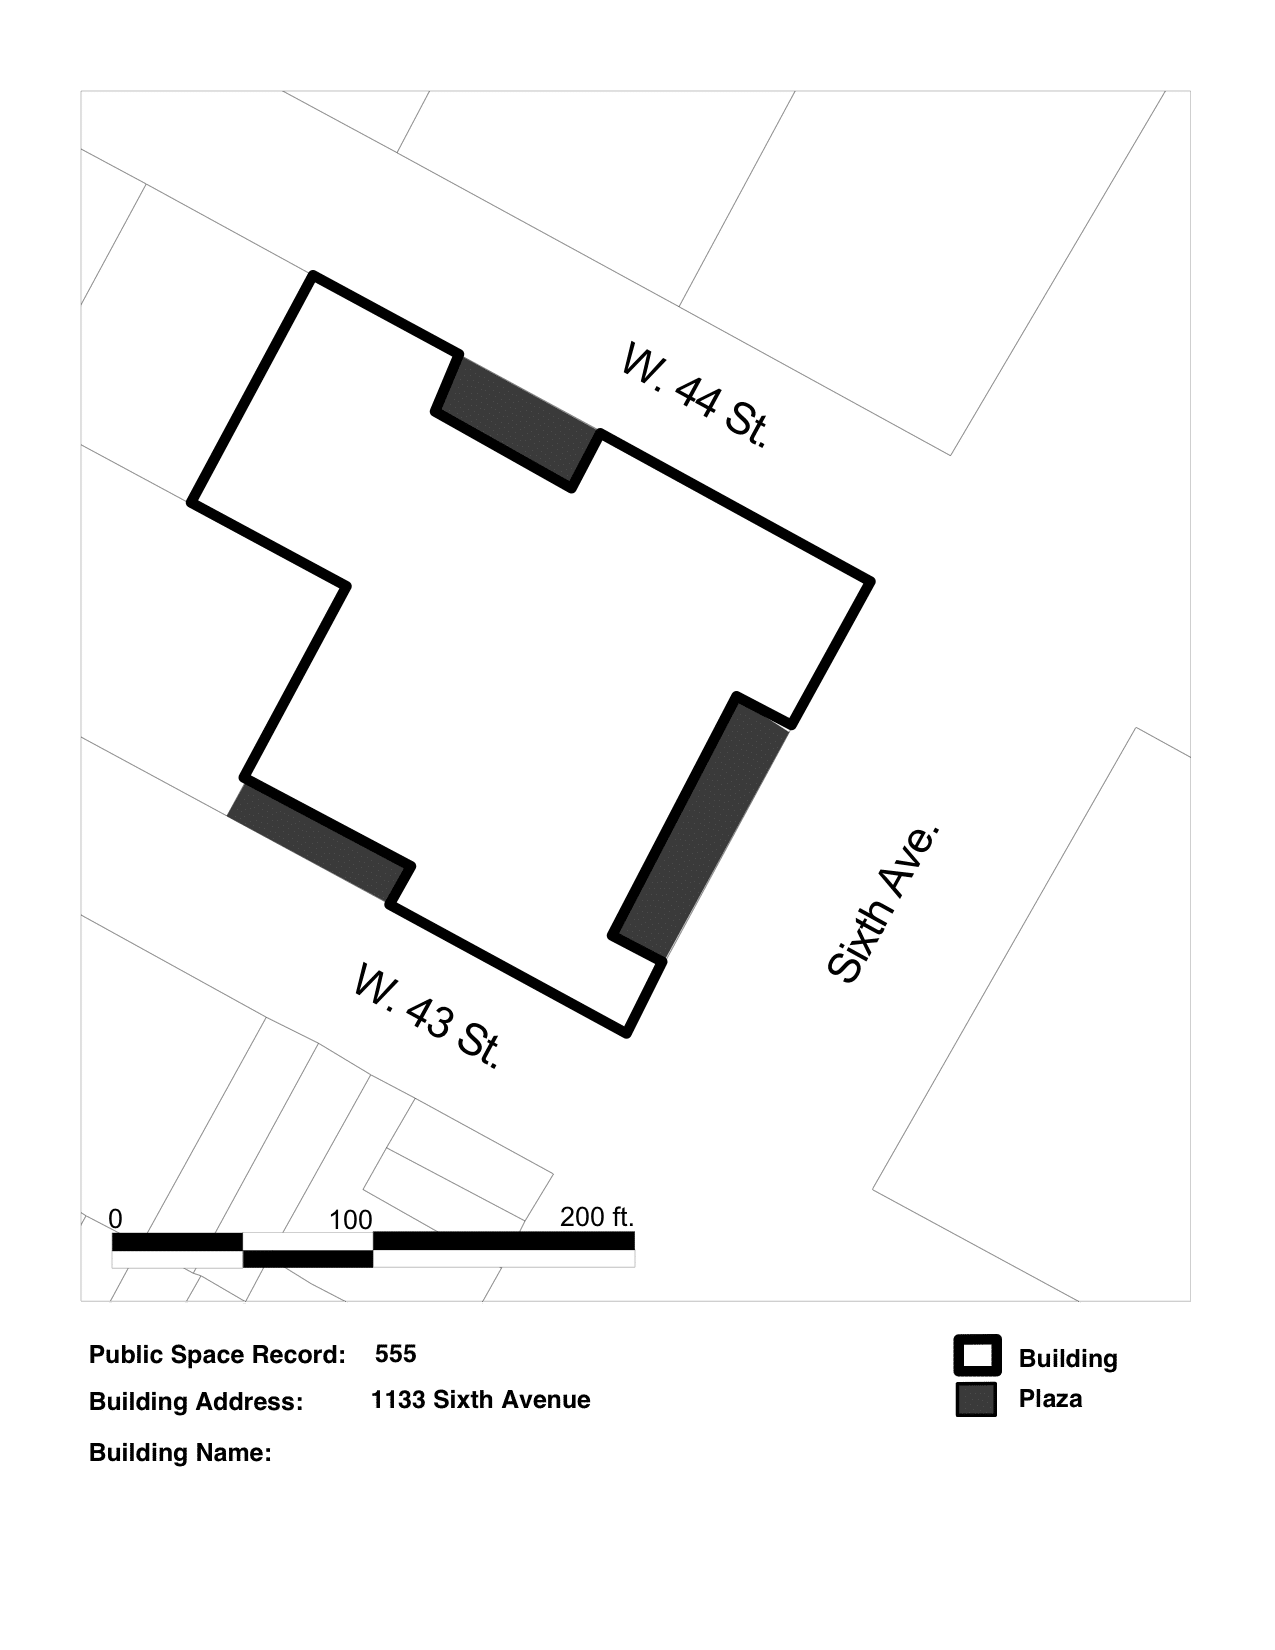 W. 44 St.
Sixth Ave.
W. 43 St.
0 100 200 ft.
Public Space Record: 555
Building Address: 1133 Sixth Avenue
Building Name:
Building
Plaza